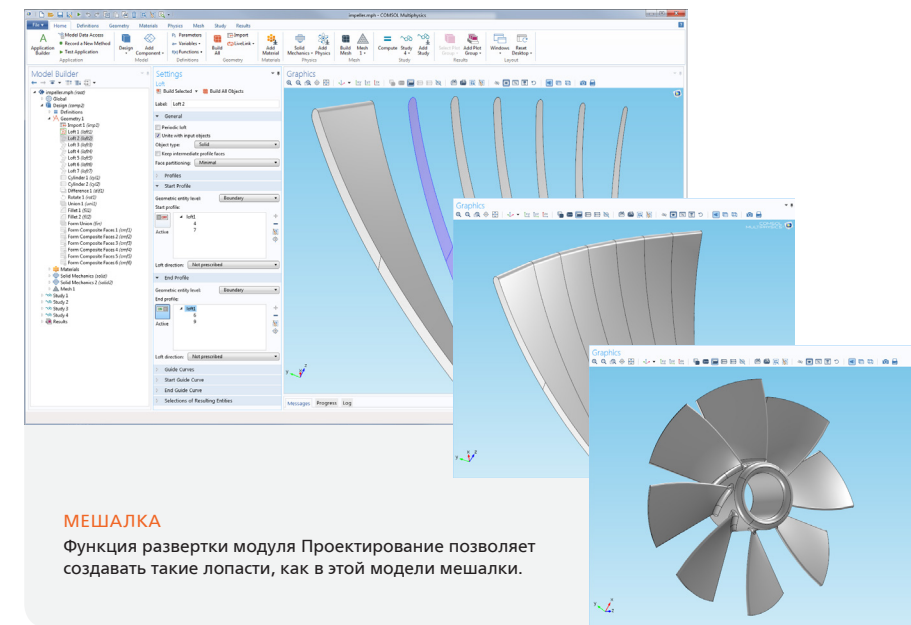 impeller.mph - COMSOL Multiphysics
File Home Definitions Geometry Materials Physics Mesh Study Results
Application Builder
Model Data Access
Record a New Method
Test Application
Application
Design
Add Component
Model
Parameters
Variables
Functions
Definitions
Build All
Import
LiveLink
Geometry
Add Material
Materials
Solid Mechanics
Add Physics
Physics
Build Mesh
Mesh 1
Mesh
Compute
Study 4
Add Study
Study
Select Plot Group
Add Plot Group
Results
Windows
Reset Desktop
Layout
Model Builder
impeller.mph (root)
Global
Design (comp2)
Definitions
Geometry 1
Import 1 (imp1)
Loft 1 (loft1)
Loft 2 (loft2)
Loft 3 (loft3)
Loft 4 (loft4)
Loft 5 (loft5)
Loft 6 (loft6)
Loft 7 (loft7)
Cylinder 1 (cyl1)
Cylinder 2 (cyl2)
Difference 1 (dif1)
Rotate 1 (rot1)
Union 1 (uni1)
Fillet 1 (fil1)
Fillet 2 (fil2)
Form Union (fin)
Form Composite Faces 1 (cmf1)
Form Composite Faces 2 (cmf2)
Form Composite Faces 3 (cmf3)
Form Composite Faces 4 (cmf4)
Form Composite Faces 5 (cmf5)
Form Composite Faces 6 (cmf6)
Materials
Solid Mechanics (solid)
Solid Mechanics 2 (solid2)
Mesh 1
Study 1
Study 2
Study 3
Study 4
Results
Settings
Loft
Build Selected Build All Objects
Label: Loft 2
General
Periodic loft
Unite with input objects
Object type: Solid
Keep intermediate profile faces
Face partitioning: Minimal
Profiles
Start Profile
Geometric entity level: Boundary
Start profile:
Active
loft1
4
7
Loft direction: Not prescribed
End Profile
Geometric entity level: Boundary
End profile:
Active
loft1
6
9
Loft direction: Not prescribed
Guide Curves
Start Guide Curve
End Guide Curve
Selections of Resulting Entities
Graphics
y z x
Messages Progress Log
Graphics
COMSOL
MULTIPHYSICS
y z x
Graphics
y x z
МЕШАЛКА
Функция развертки модуля Проектирование позволяет
создавать такие лопасти, как в этой модели мешалки.